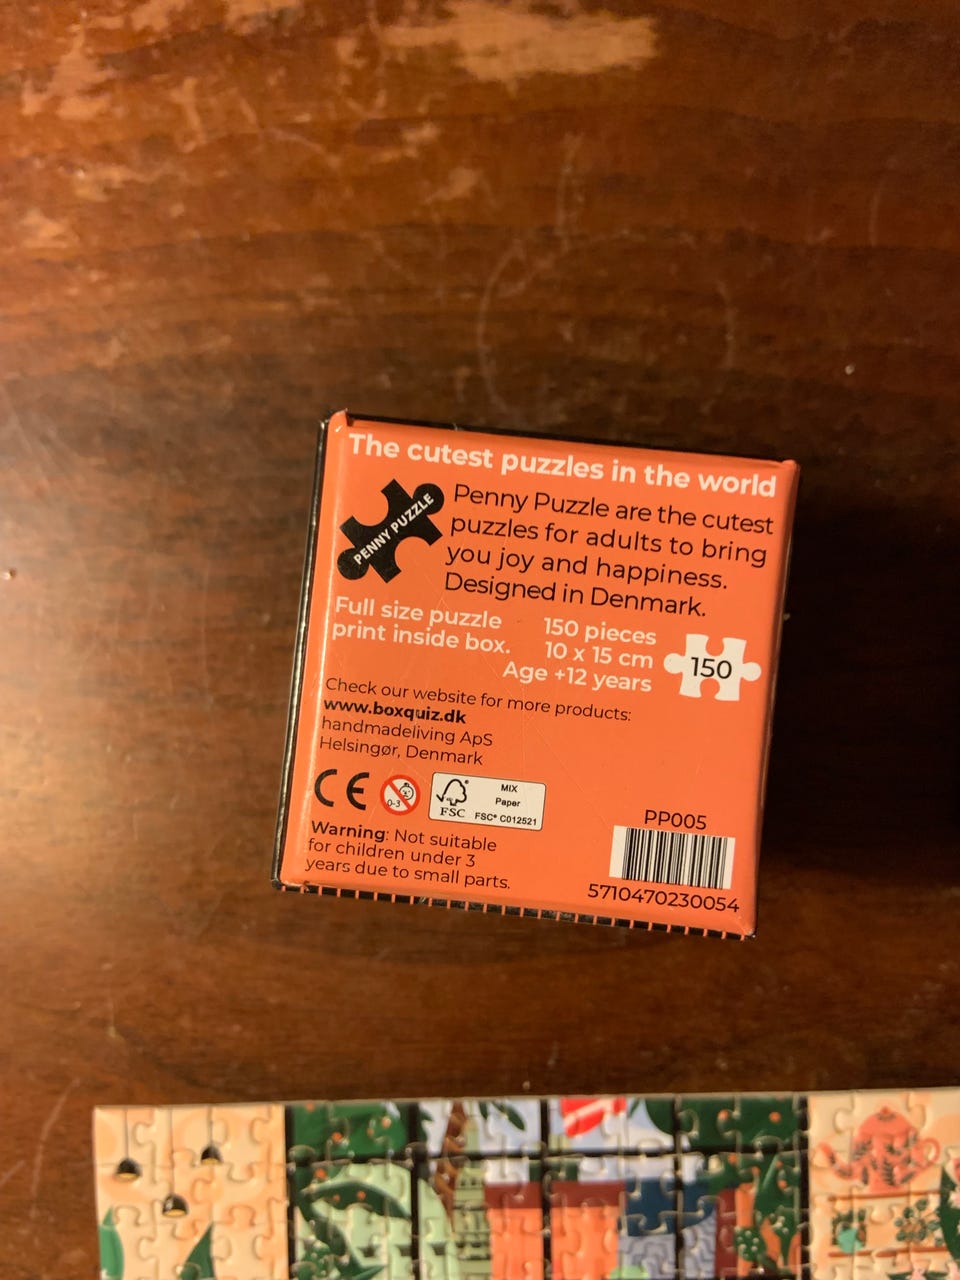 The cutest puzzles in the world
PENNY PUZZLE
Penny Puzzle are the cutest
puzzles for adults to bring
you joy and happiness.
Designed in Denmark.
Full size puzzle
print inside box.
150 pieces
10 x 15 cm
Age +12 years
150
Check our website for more products:
www.boxquiz.dk
handmadeliving ApS
Helsingør, Denmark
CE
0-3
FSC
MIX
Paper
FSC® C012521
Warning: Not suitable
for children under 3
years due to small parts.
PP005
5710470230054